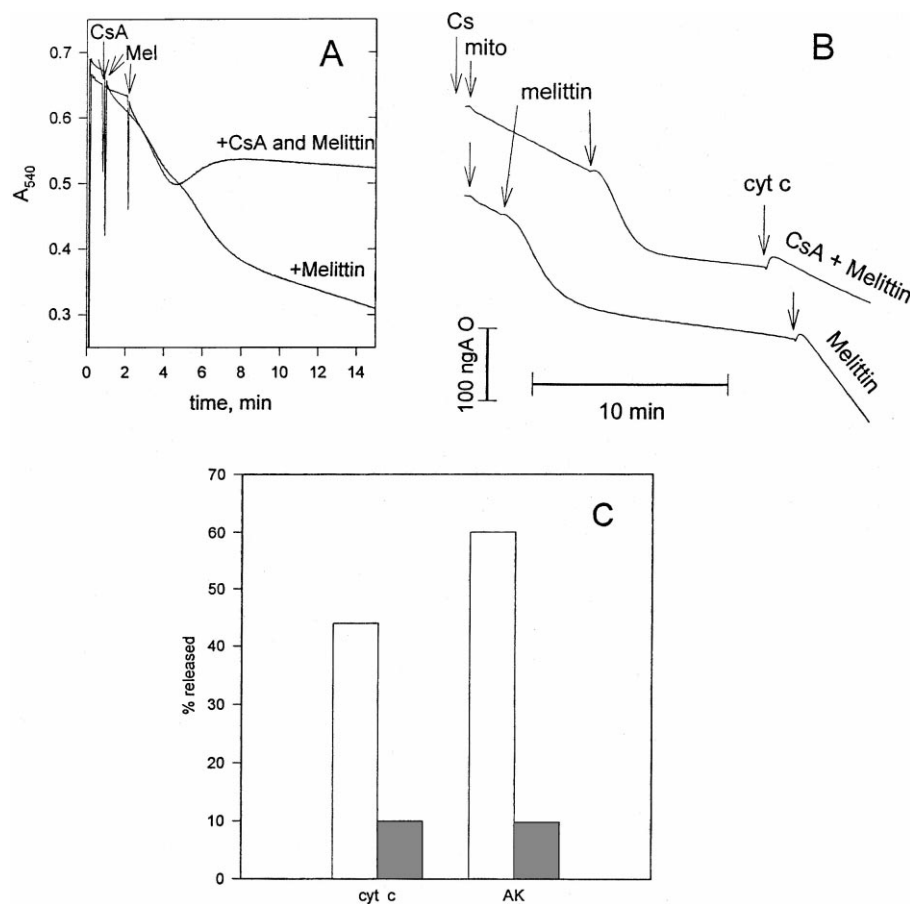 CsA
Mel
A
0.7
0.6
0.5
0.4
0.3
A540
+CsA and Melittin
+Melittin
0 2 4 6 8 10 12 14
time, min
Cs
mito
B
melittin
cyt c
CsA + Melittin
Melittin
100 ngA O
10 min
C
70
60
50
40
30
20
10
0
% released
cyt c AK